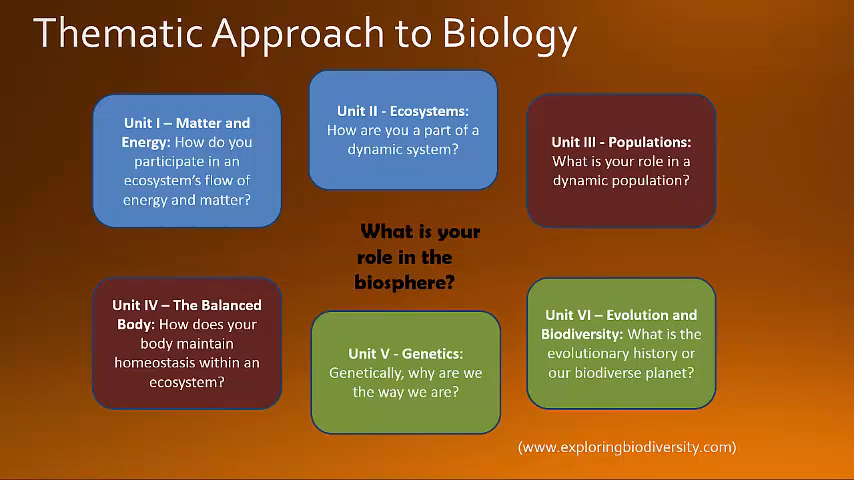 Thematic Approach to Biology
Unit I – Matter and
Energy: How do you
participate in an
ecosystem's flow of
energy and matter?
Unit II - Ecosystems:
How are you a part of a
dynamic system?
Unit III - Populations:
What is your role in a
dynamic population?
What is your
role in the
biosphere?
Unit IV – The Balanced
Body: How does your
body maintain
homeostasis within an
ecosystem?
Unit V - Genetics:
Genetically, why are we
the way we are?
Unit VI – Evolution and
Biodiversity: What is the
evolutionary history or
our biodiverse planet?
(www.exploringbiodiversity.com)